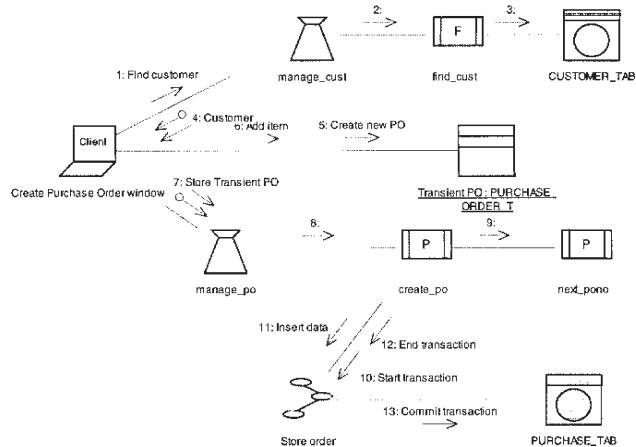 2:
3:
F
1: Find customer
manage_cust
find_cust
CUSTOMER_TAB
4: Customer
6: Add item
5: Create new PO
Client
7: Store Transient PO
Create Purchase Order window
Transient PO: PURCHASE_
ORDER_T
8:
9:
P
P
manage_po
create_po
next_pono
11: Insert data
12: End transaction
10: Start transaction
13: Commit transaction
Store order
PURCHASE_TAB